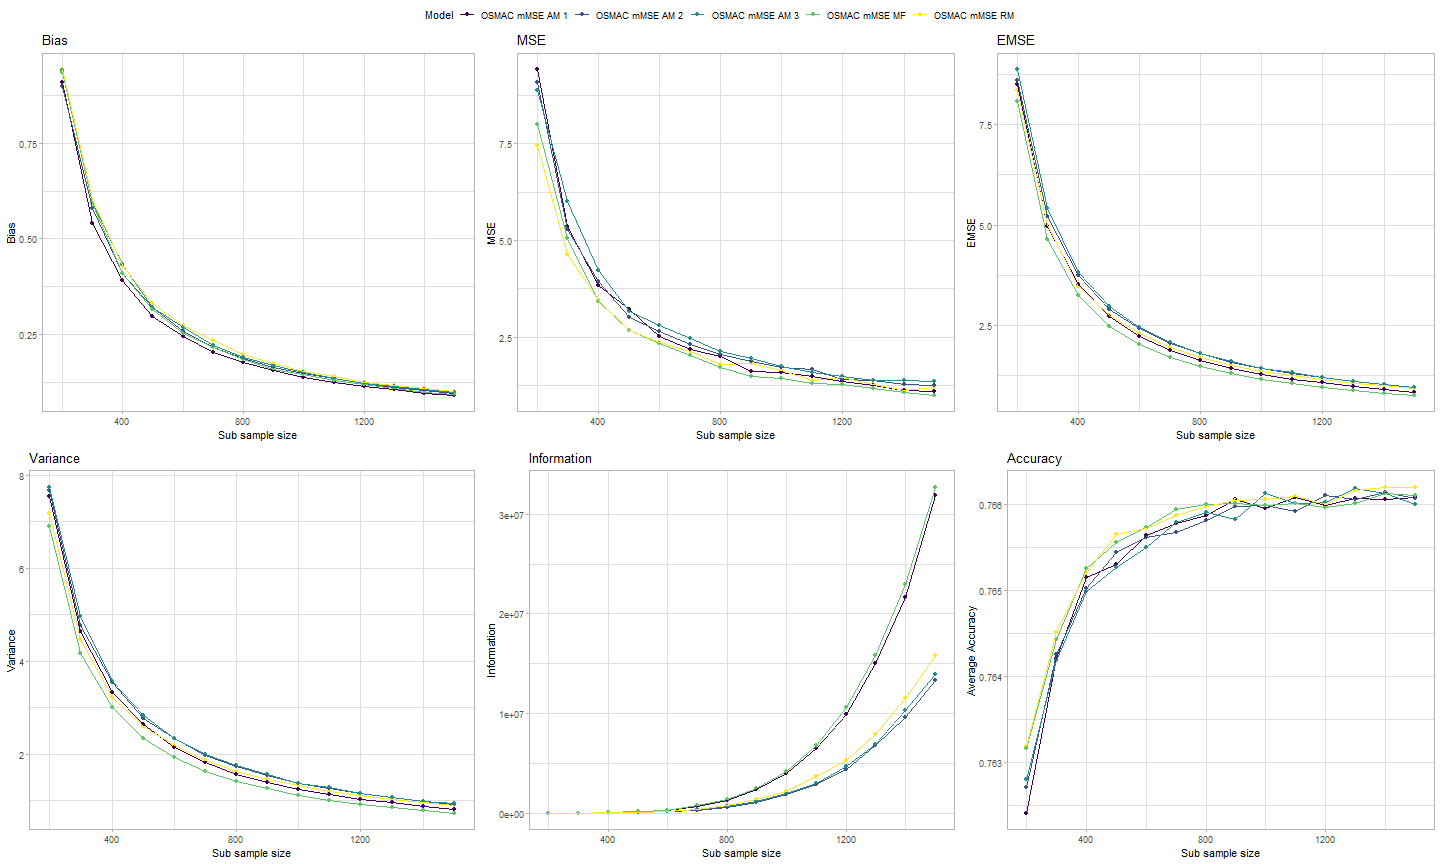 Model OSMAC mMSE AM 1 OSMAC mMSE AM 2 OSMAC mMSE AM 3 OSMAC mMSE MF OSMAC mMSE RM
Bias
Bias
0.75
0.50
0.25
400 1200
Sub sample size
MSE
MSE
7.5
5.0
2.5
400 1200
Sub sample size
EMSE
EMSE
7.5
5.0
2.5
400 1200
Sub sample size
Variance
Variance
8
6
4
2
400 800 1200
Sub sample size
Information
Information
3e+07
2e+07
1e+07
0e+00
400 800 1200
Sub sample size
Accuracy
Average Accuracy
0.766
0.765
0.764
0.763
400 800 1200
Sub sample size